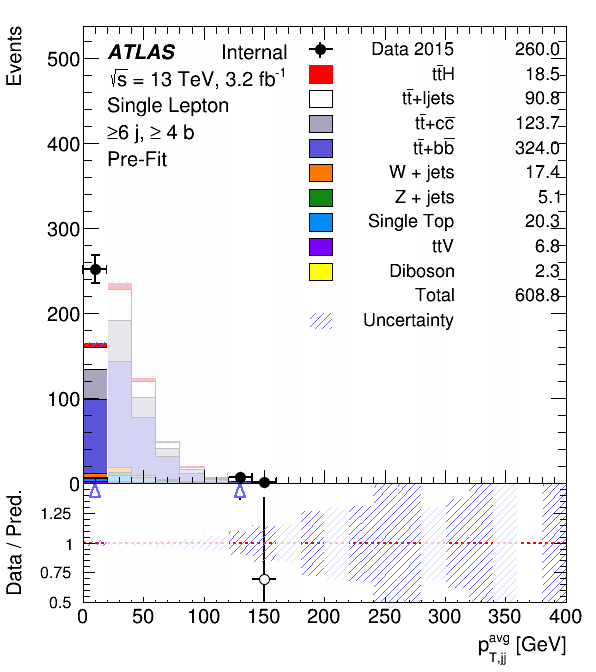 Events
500
400
300
200
100
0
ATLAS Internal
√s = 13 TeV, 3.2 fb⁻¹
Single Lepton
≥6 j, ≥ 4 b
Pre-Fit
Data 2015 260.0
tt̄H 18.5
tt̄+ljets 90.8
tt̄+cc̄ 123.7
tt̄+bb̄ 324.0
W + jets 17.4
Z + jets 5.1
Single Top 20.3
ttV 6.8
Diboson 2.3
Total 608.8
Uncertainty
Data / Pred.
1.25
1
0.75
0.5
0 50 100 150 200 250 300 350 400
p_{T,jj}^{avg} [GeV]